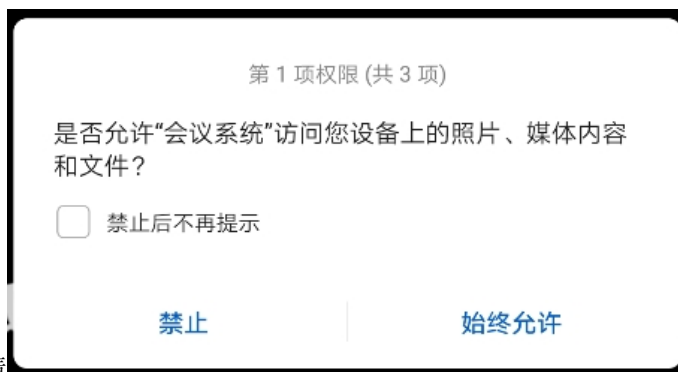 第 1 项权限 (共 3 项)
是否允许“会议系统”访问您设备上的照片、媒体内容
和文件?
禁止后不再提示
禁止
始终允许